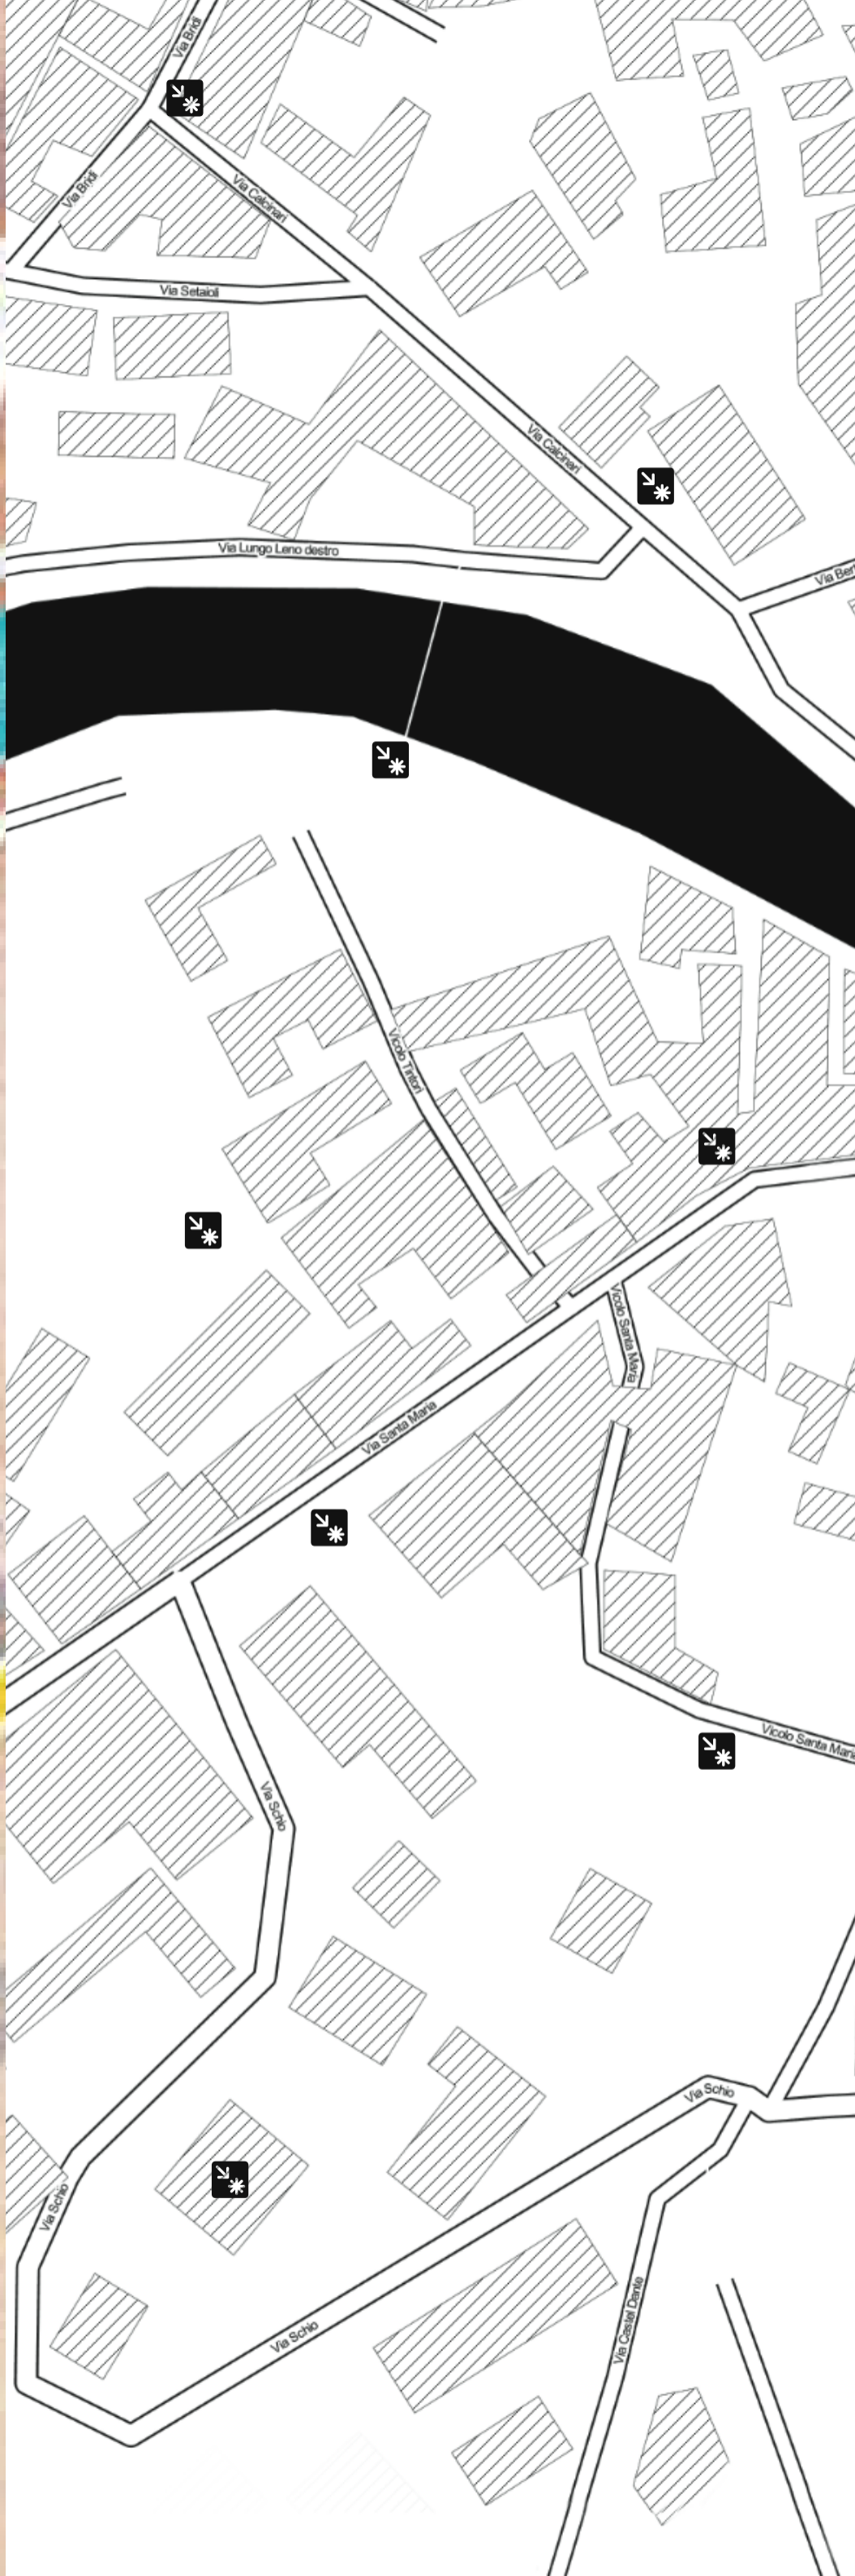 Via Bridi
Via Bridi
Via Calcinari
Via Setaioli
Via Calcinari
Via Lungo Leno destro
Vicolo Tintori
Vicolo Santa Maria
Via Santa Maria
Vicolo Santa
Via Schio
Via Schio
Via Schio
Via Castel Dante
Via Schio